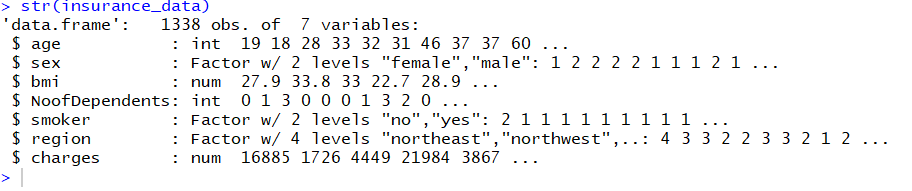 > str(insurance_data)
'data.frame':   1338 obs. of  7 variables:
 $ age           : int  19 18 28 33 32 31 46 37 37 60 ...
 $ sex           : Factor w/ 2 levels "female","male": 1 2 2 2 2 1 1 1 2 1 ...
 $ bmi           : num  27.9 33.8 33 22.7 28.9 ...
 $ NoofDependents: int  0 1 3 0 0 0 1 3 2 0 ...
 $ smoker        : Factor w/ 2 levels "no","yes": 2 1 1 1 1 1 1 1 1 1 ...
 $ region        : Factor w/ 4 levels "northeast","northwest",..: 4 3 3 2 2 3 3 2 1 2 ...
 $ charges       : num  16885 1726 4449 21984 3867 ...
>